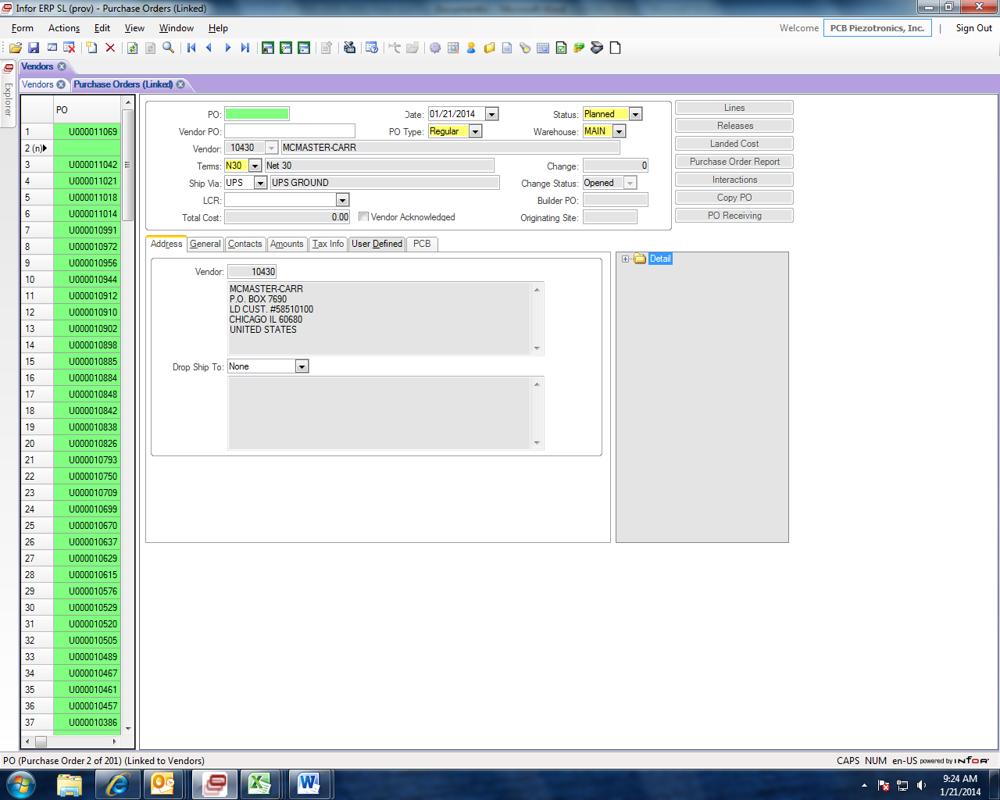 Infor ERP SL (prov) - Purchase Orders (Linked)
Form Actions Edit View Window Help
Welcome PCB Piezotronics, Inc. | Sign Out
Vendors
Vendors Purchase Orders (Linked)
Explorer
PO
1 U000011069
2 (n)
3 U000011042
4 U000011021
5 U000011018
6 U000011014
7 U000010991
8 U000010972
9 U000010956
10 U000010944
11 U000010912
12 U000010910
13 U000010902
14 U000010898
15 U000010885
16 U000010884
17 U000010848
18 U000010842
19 U000010838
20 U000010826
21 U000010793
22 U000010750
23 U000010709
24 U000010699
25 U000010670
26 U000010637
27 U000010629
28 U000010615
29 U000010576
30 U000010529
31 U000010520
32 U000010505
33 U000010489
34 U000010467
35 U000010461
36 U000010457
37 U000010386
PO: Date: 01/21/2014 Status: Planned
Vendor PO: PO Type: Regular Warehouse: MAIN
Vendor: 10430 MCMASTER-CARR
Terms: N30 Net 30 Change: 0
Ship Via: UPS UPS GROUND Change Status: Opened
LCR: Builder PO:
Total Cost: 0.00 Vendor Acknowledged Originating Site:
Lines
Releases
Landed Cost
Purchase Order Report
Interactions
Copy PO
PO Receiving
Address General Contacts Amounts Tax Info User Defined PCB
Vendor: 10430
MCMASTER-CARR
P.O. BOX 7690
LD CUST. #58510100
CHICAGO IL 60680
UNITED STATES
Drop Ship To: None
Detail
PO (Purchase Order 2 of 201) (Linked to Vendors)
CAPS NUM en-US powered by infor
9:24 AM
1/21/2014